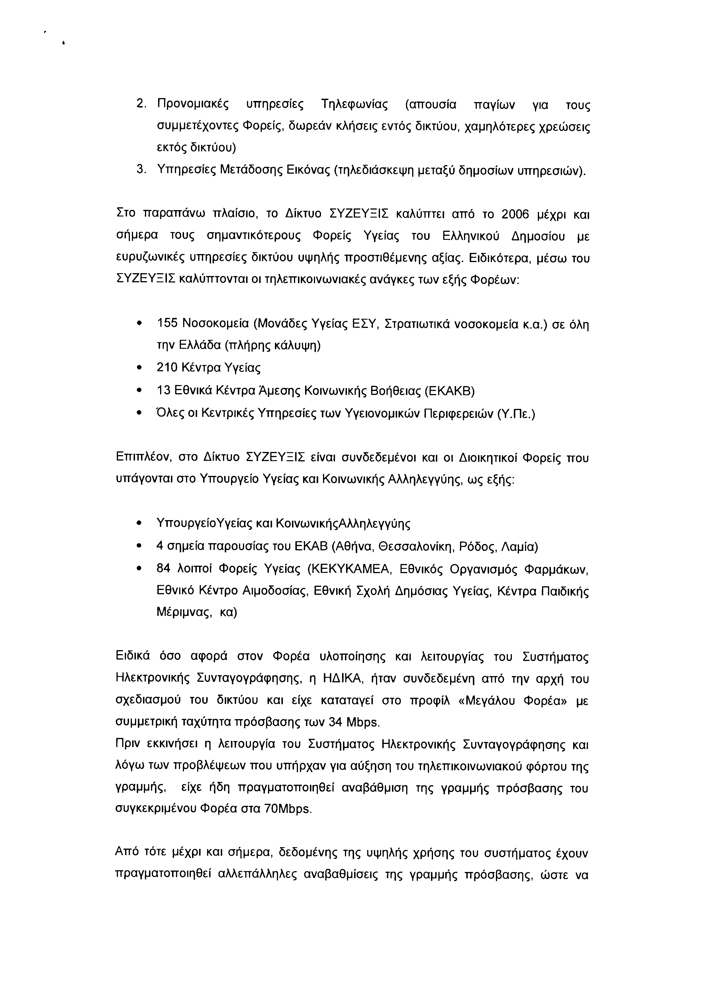 2. Προνομιακές υπηρεσίες Τηλεφωνίας (απουσία παγίων για τους
συμμετέχοντες Φορείς, δωρεάν κλήσεις εντός δικτύου, χαμηλότερες χρεώσεις
εκτός δικτύου)
3. Υπηρεσίες Μετάδοσης Εικόνας (τηλεδιάσκεψη μεταξύ δημοσίων υπηρεσιών).
Στο παραπάνω πλαίσιο, το Δίκτυο ΣΥΖΕΥΞΙΣ καλύπτει από το 2006 μέχρι και
σήμερα τους σημαντικότερους Φορείς Υγείας του Ελληνικού Δημοσίου με
ευρυζωνικές υπηρεσίες δικτύου υψηλής προστιθέμενης αξίας. Ειδικότερα, μέσω του
ΣΥΖΕΥΞΙΣ καλύπτονται οι τηλεπικοινωνιακές ανάγκες των εξής Φορέων:
• 155 Νοσοκομεία (Μονάδες Υγείας ΕΣΥ, Στρατιωτικά νοσοκομεία κ.α.) σε όλη
την Ελλάδα (πλήρης κάλυψη)
• 210 Κέντρα Υγείας
• 13 Εθνικά Κέντρα Άμεσης Κοινωνικής Βοήθειας (ΕΚΑΚΒ)
• Όλες οι Κεντρικές Υπηρεσίες των Υγειονομικών Περιφερειών (Υ.Πε.)
Επιπλέον, στο Δίκτυο ΣΥΖΕΥΞΙΣ είναι συνδεδεμένοι και οι Διοικητικοί Φορείς που
υπάγονται στο Υπουργείο Υγείας και Κοινωνικής Αλληλεγγύης, ως εξής:
• ΥπουργείοΥγείας και ΚοινωνικήςΑλληλεγγύης
• 4 σημεία παρουσίας του ΕΚΑΒ (Αθήνα, Θεσσαλονίκη, Ρόδος, Λαμία)
• 84 λοιποί Φορείς Υγείας (ΚΕΚΥΚΑΜΕΑ, Εθνικός Οργανισμός Φαρμάκων,
Εθνικό Κέντρο Αιμοδοσίας, Εθνική Σχολή Δημόσιας Υγείας, Κέντρα Παιδικής
Μέριμνας, κα)
Ειδικά όσο αφορά στον Φορέα υλοποίησης και λειτουργίας του Συστήματος
Ηλεκτρονικής Συνταγογράφησης, η ΗΔΙΚΑ, ήταν συνδεδεμένη από την αρχή του
σχεδιασμού του δικτύου και είχε καταταγεί στο προφίλ «Μεγάλου Φορέα» με
συμμετρική ταχύτητα πρόσβασης των 34 Mbps.
Πριν εκκινήσει η λειτουργία του Συστήματος Ηλεκτρονικής Συνταγογράφησης και
λόγω των προβλέψεων που υπήρχαν για αύξηση του τηλεπικοινωνιακού φόρτου της
γραμμής, είχε ήδη πραγματοποιηθεί αναβάθμιση της γραμμής πρόσβασης του
συγκεκριμένου Φορέα στα 70Mbps.
Από τότε μέχρι και σήμερα, δεδομένης της υψηλής χρήσης του συστήματος έχουν
πραγματοποιηθεί αλλεπάλληλες αναβαθμίσεις της γραμμής πρόσβασης, ώστε να